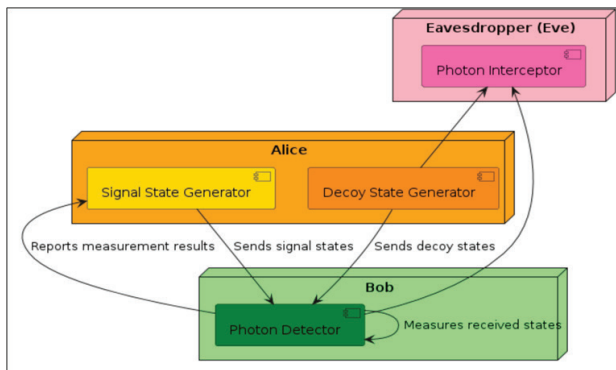 Eavesdropper (Eve)
Photon Interceptor
Alice
Signal State Generator
Decoy State Generator
Reports measurement results
Sends signal states
Sends decoy states
Bob
Photon Detector
Measures received states